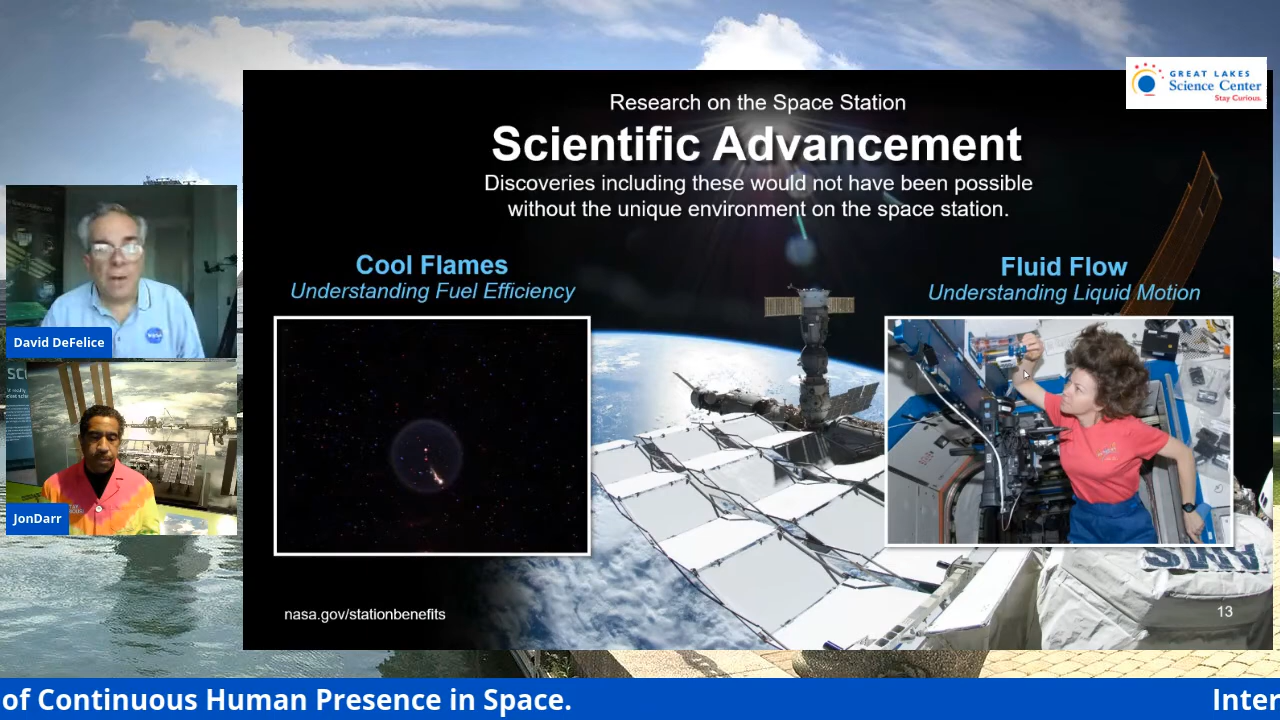 GREAT LAKES
Science Center
Stay Curious.
Research on the Space Station
Scientific Advancement
Discoveries including these would not have been possible
without the unique environment on the space station.
Cool Flames
Understanding Fuel Efficiency
Fluid Flow
Understanding Liquid Motion
David DeFelice
JonDarr
AMS
nasa.gov/stationbenefits
13
of Continuous Human Presence in Space.
Inter